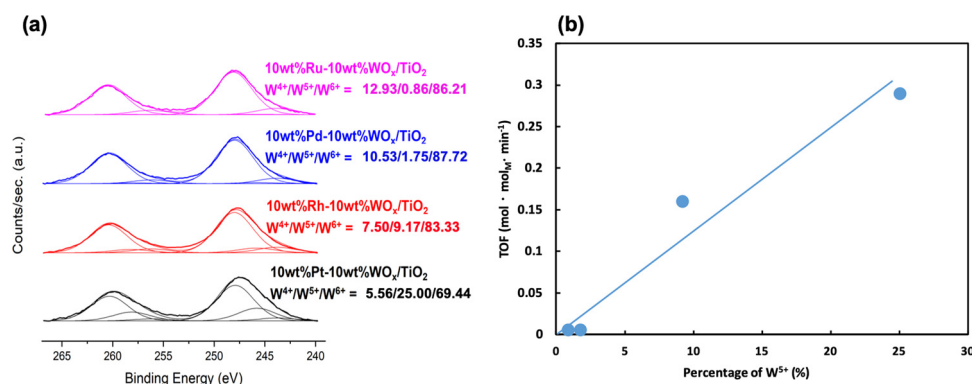 (a)
Counts/sec. (a.u.)
10wt%Ru-10wt%WOₓ/TiO₂
W⁴⁺/W⁵⁺/W⁶⁺ = 12.93/0.86/86.21
10wt%Pd-10wt%WOₓ/TiO₂
W⁴⁺/W⁵⁺/W⁶⁺ = 10.53/1.75/87.72
10wt%Rh-10wt%WOₓ/TiO₂
W⁴⁺/W⁵⁺/W⁶⁺ = 7.50/9.17/83.33
10wt%Pt-10wt%WOₓ/TiO₂
W⁴⁺/W⁵⁺/W⁶⁺ = 5.56/25.00/69.44
265 260 255 250 245 240
Binding Energy (eV)
(b)
TOF (mol · mol_M · min⁻¹)
0.35
0.3
0.25
0.2
0.15
0.1
0.05
0
0 5 10 15 20 25 30
Percentage of W⁵⁺ (%)